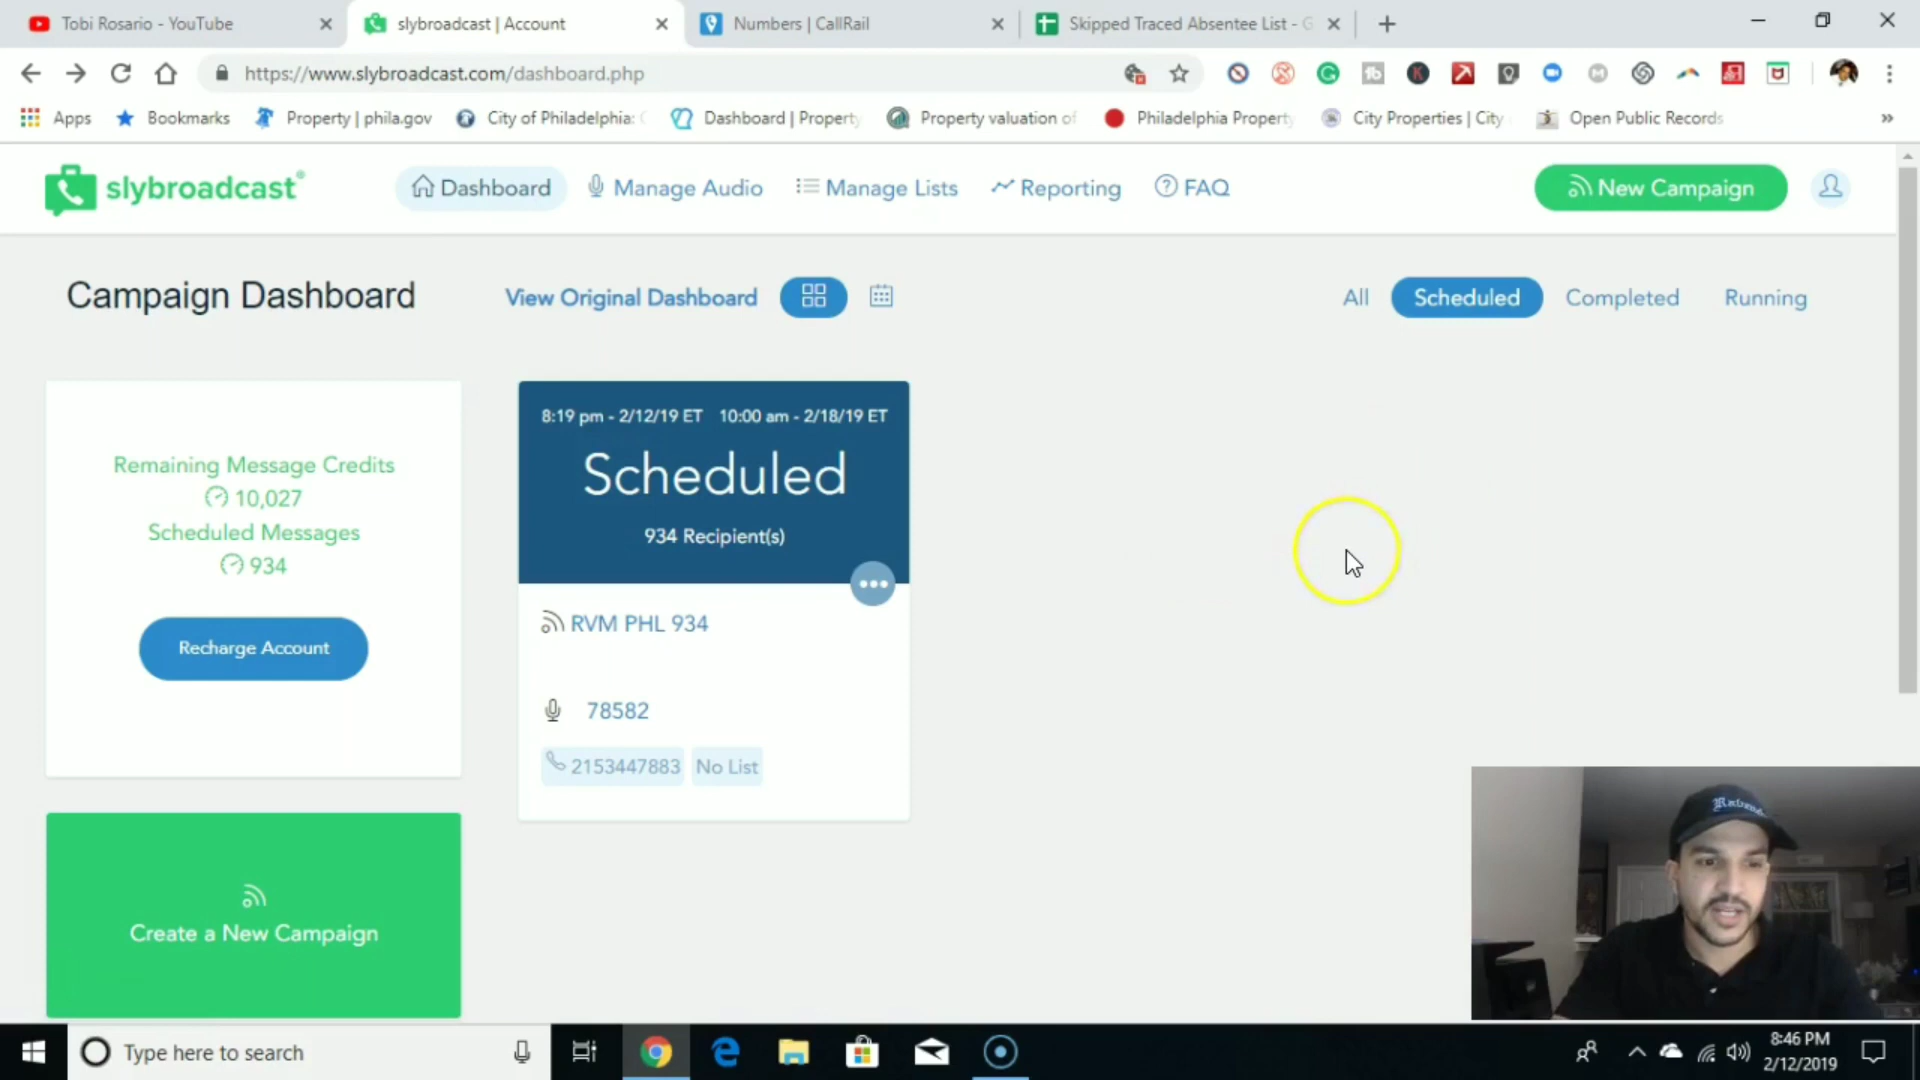 Tobi Rosario - YouTube
slybroadcast | Account
Numbers | CallRail
Skipped Traced Absentee List - G
https://www.slybroadcast.com/dashboard.php
Apps
Bookmarks
Property | phila.gov
City of Philadelphia:
Dashboard | Property
Property valuation of
Philadelphia Property
City Properties | City
Open Public Records
slybroadcast®
Dashboard
Manage Audio
Manage Lists
Reporting
FAQ
New Campaign
Campaign Dashboard
View Original Dashboard
All
Scheduled
Completed
Running
Remaining Message Credits
10,027
Scheduled Messages
934
Recharge Account
8:19 pm - 2/12/19 ET 10:00 am - 2/18/19 ET
Scheduled
934 Recipient(s)
RVM PHL 934
78582
2153447883
No List
Create a New Campaign
Type here to search
8:46 PM
2/12/2019